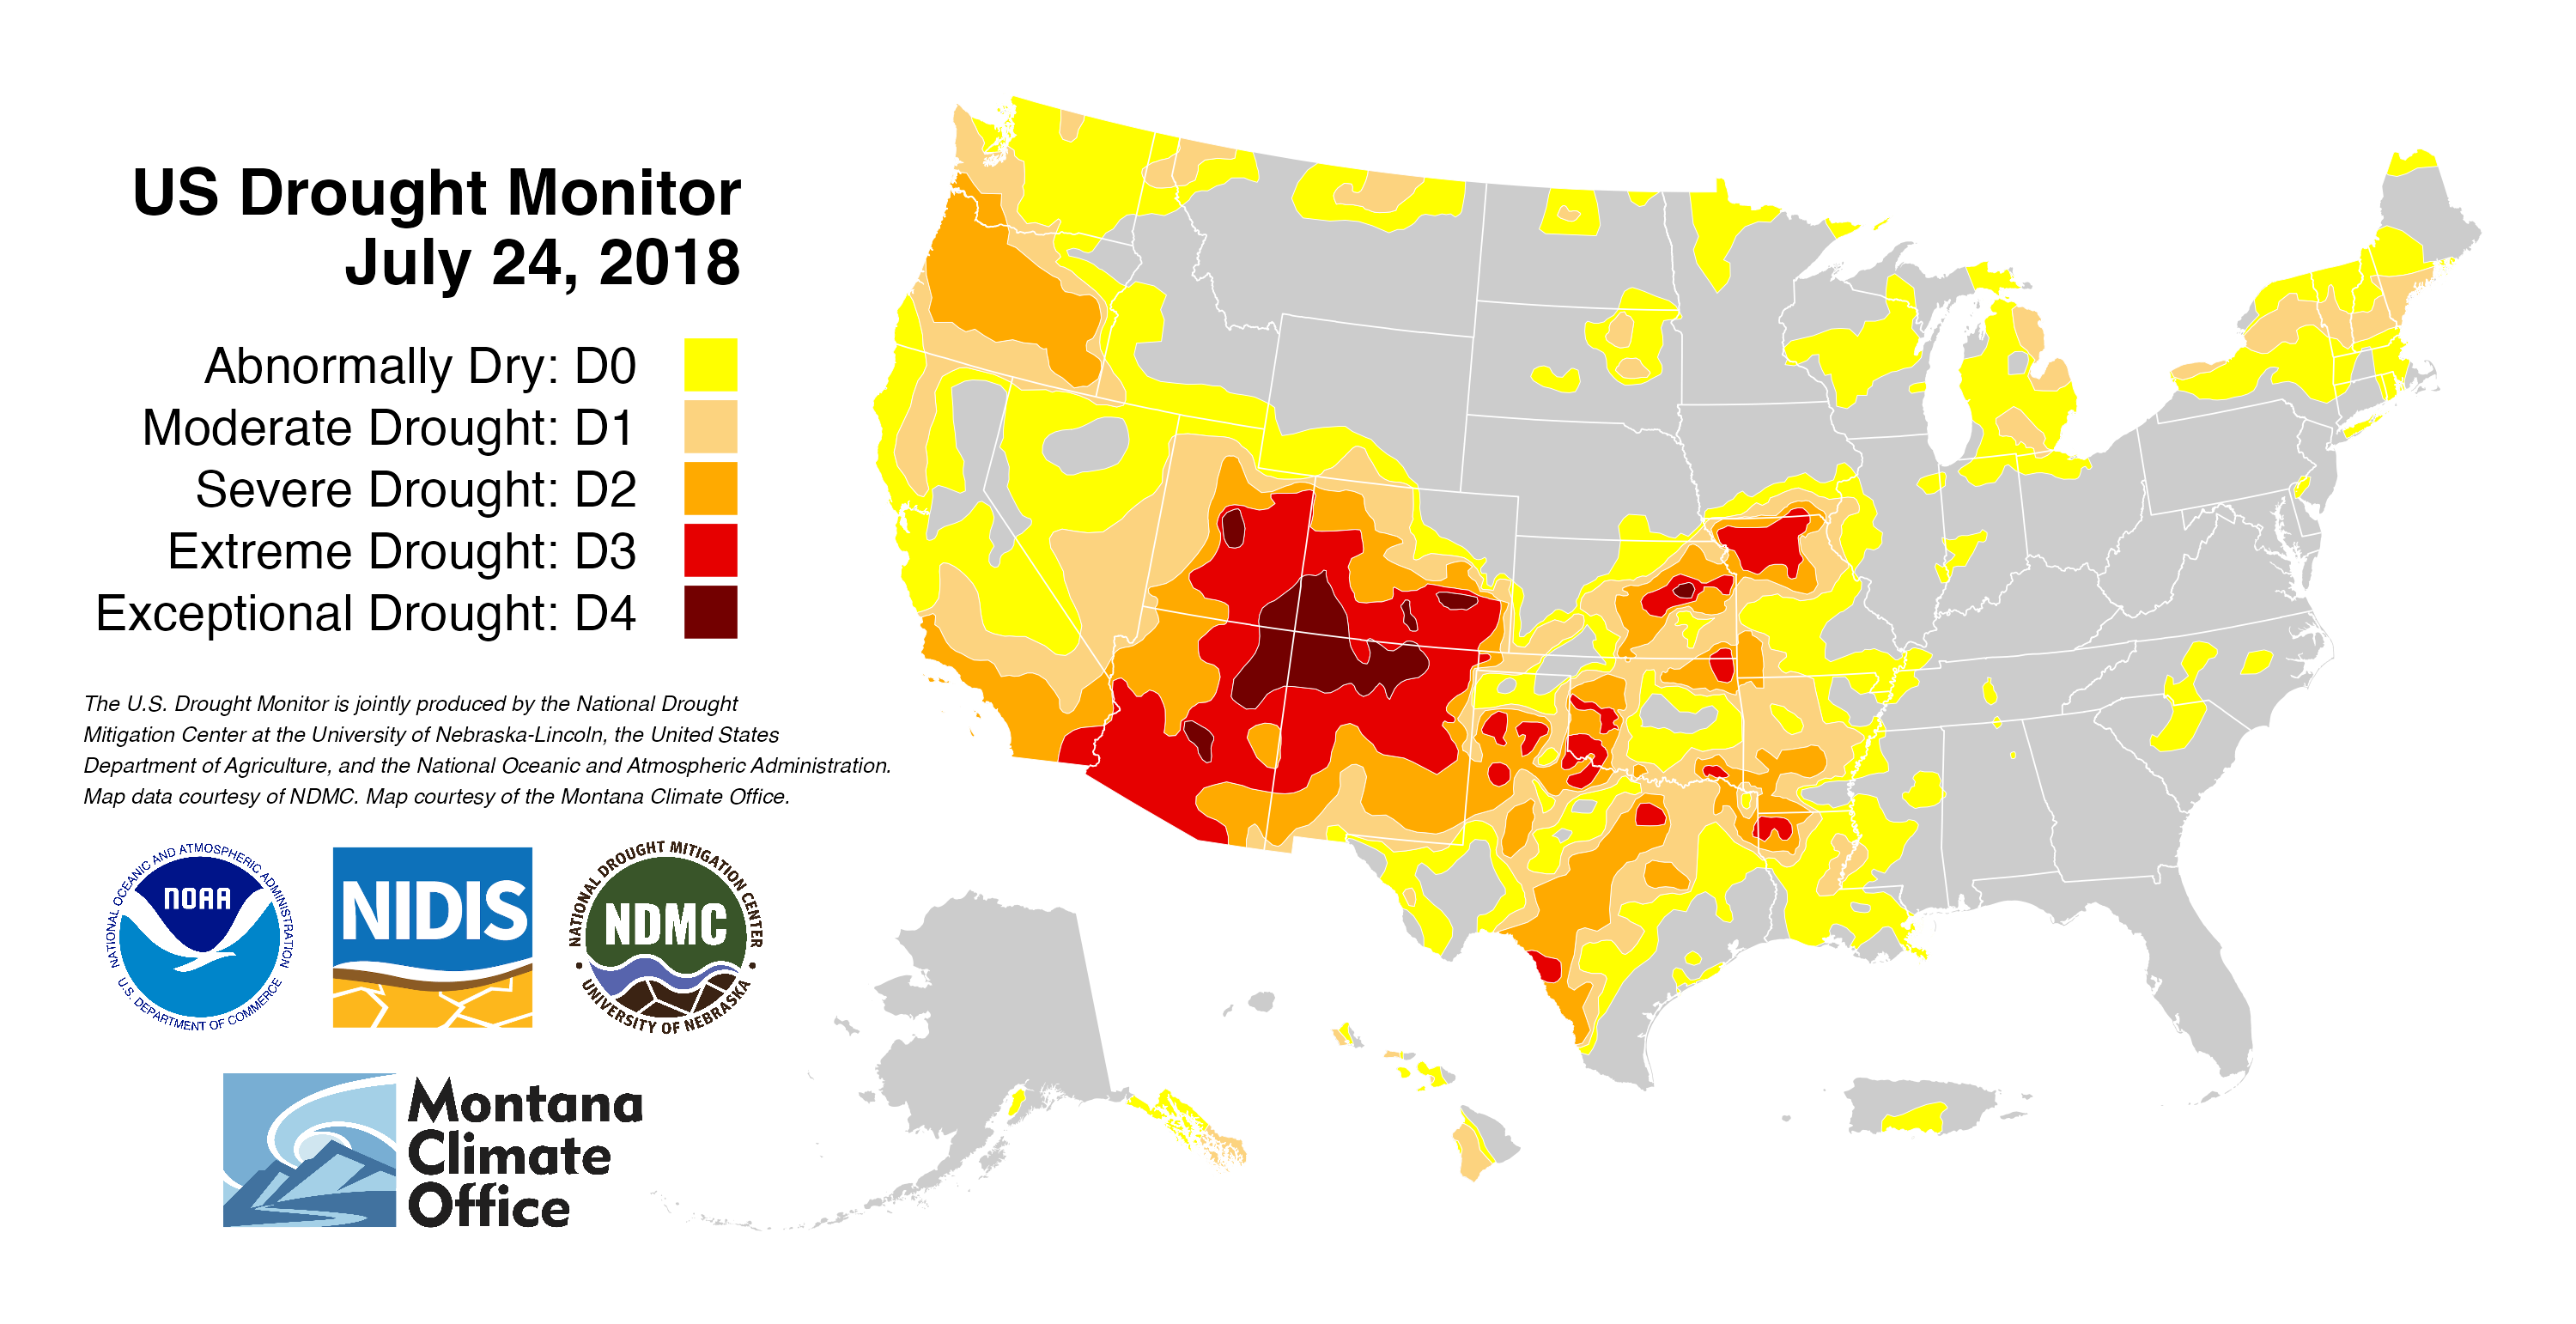 US Drought Monitor
July 24, 2018
Abnormally Dry: D0
Moderate Drought: D1
Severe Drought: D2
Extreme Drought: D3
Exceptional Drought: D4
The U.S. Drought Monitor is jointly produced by the National Drought
Mitigation Center at the University of Nebraska-Lincoln, the United States
Department of Agriculture, and the National Oceanic and Atmospheric Administration.
Map data courtesy of NDMC. Map courtesy of the Montana Climate Office.
NATIONAL OCEANIC AND ATMOSPHERIC ADMINISTRATION
NOAA
U.S. DEPARTMENT OF COMMERCE
NIDIS
NATIONAL DROUGHT MITIGATION CENTER
NDMC
• UNIVERSITY OF NEBRASKA •
Montana
Climate
Office